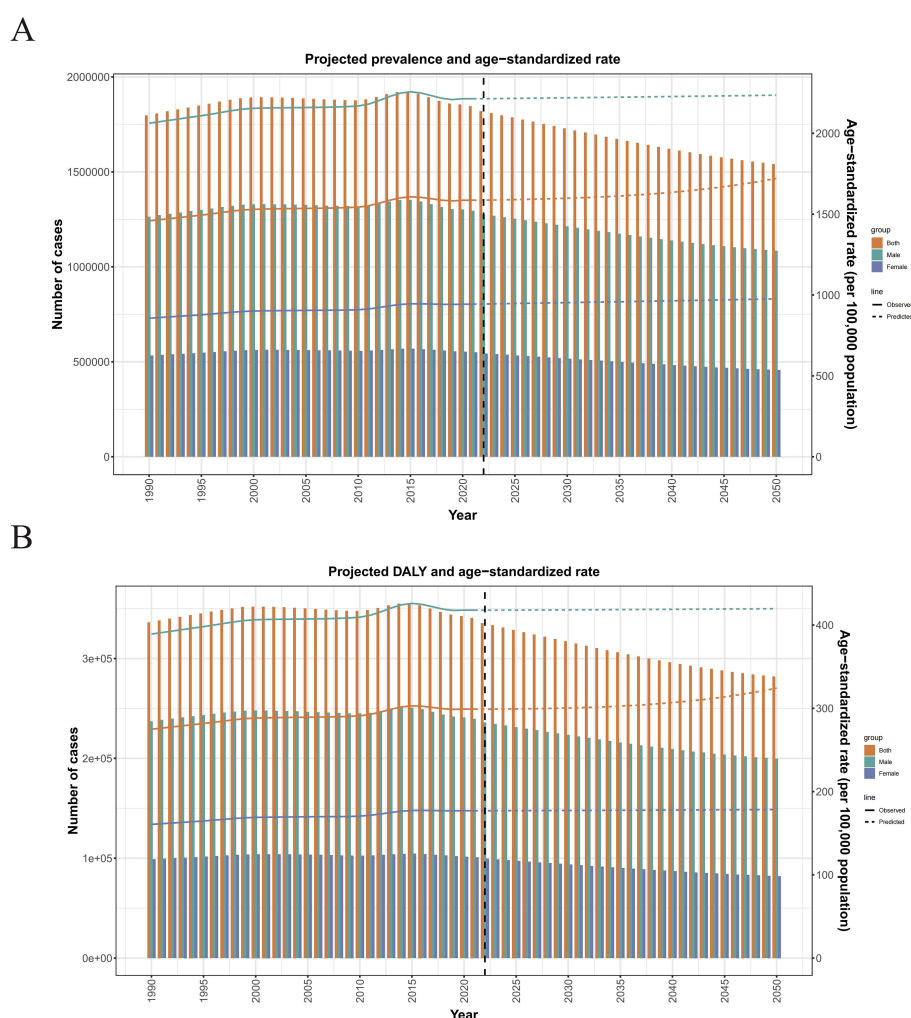 A
Projected prevalence and age−standardized rate
Number of cases
2000000
1500000
1000000
500000
0
2000
1500
1000
500
0
Age−standardized rate (per 100,000 population)
1990
1995
2000
2005
2010
2015
2020
2025
2030
2035
2040
2045
2050
Year
group
Both
Male
Female
line
Observed
Predicted
B
Projected DALY and age−standardized rate
Number of cases
3e+05
2e+05
1e+05
0e+00
400
300
200
100
0
Age−standardized rate (per 100,000 population)
1990
1995
2000
2005
2010
2015
2020
2025
2030
2035
2040
2045
2050
Year
group
Both
Male
Female
line
Observed
Predicted